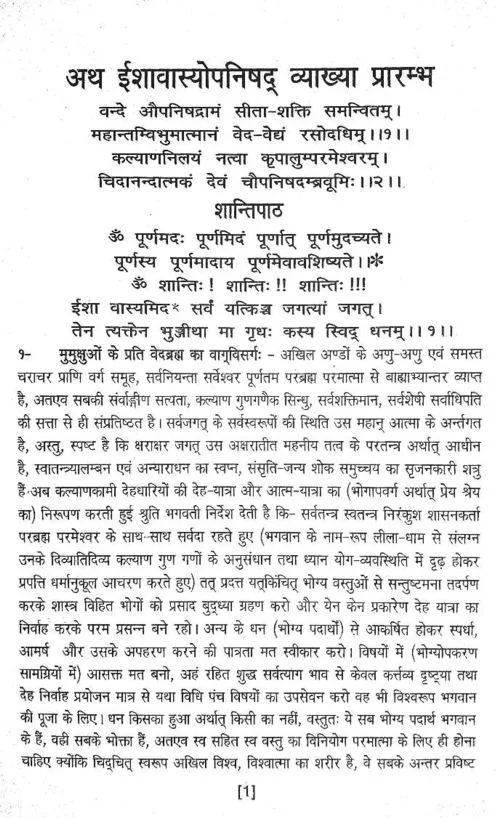 अथ ईशावास्योपनिषद् व्याख्या प्रारम्भ
वन्दे औपनिषद्रामं सीता-शक्ति समन्वितम्।
महान्तम्विभुमात्मानं वेद-वेद्यं रसोदधिम्।।१।।
कल्याणनिलयं नत्वा कृपालुम्परमेश्वरम्।
चिदानन्दात्मकं देवं चौपनिषदम्ब्रवूमिः।।२।।
शान्तिपाठ
ॐ पूर्णमदः पूर्णमिदं पूर्णात् पूर्णमुदच्यते।
पूर्णस्य पूर्णमादाय पूर्णमेवावशिष्यते।।*
ॐ शान्तिः! शान्तिः!! शान्तिः!!!
ईशा वास्यमिद* सर्वं यत्किञ्च जगत्यां जगत्।
तेन त्यक्तेन भुञ्जीथा मा गृधः कस्य स्विद् धनम्।।१।।
१- मुमुक्षुओं के प्रति वेदब्रह्म का वाग्विसर्गः- अखिल अण्डों के अणु-अणु एवं समस्त
चराचर प्राणि वर्ग समूह, सर्वनियन्ता सर्वेश्वर पूर्णतम परंब्रह्म परमात्मा से बाह्याभ्यान्तर व्याप्त
है, अतएव सबकी सर्वाङ्गीण सत्यता, कल्याण गुणगणैक सिन्धु, सर्वशक्तिमान, सर्वशेषी सर्वाधिपति
की सत्ता से ही संप्रतिष्ठत है। सर्वजगत् के सर्वस्वरूपों की स्थिति उस महान् आत्मा के अर्न्तगत
है, अस्तु, स्पष्ट है कि क्षराक्षर जगत् उस अक्षरातीत महनीय तत्व के परतन्त्र अर्थात् आधीन
है, स्वातन्त्र्यालम्बन एवं अन्याराधन का स्वप्न, संसृति-जन्य शोक समुच्चय का सृजनकारी शत्रु
हैं.अब कल्याणकामी देहधारियों की देह-यात्रा और आत्म-यात्रा का (भोगापवर्ग अर्थात् प्रेय श्रेय
का) निरूपण करती हुई श्रुति भगवती निर्देश देती है कि- सर्वतन्त्र स्वतन्त्र निरंकुश शासनकर्ता
परब्रह्म परमेश्वर के साथ-साथ सर्वदा रहते हुए (भगवान के नाम-रूप लीला-धाम से संलग्न
उनके दिव्यातिदिव्य कल्याण गुण गणों के अनुसंधान तथा ध्यान योग-व्यवस्थिति में दृढ़ होकर
प्रपत्ति धर्मानुकूल आचरण करते हुए) तत् प्रदत्त यत्किंचित् भोग्य वस्तुओं से सन्तुष्टमना तदर्पण
करके शास्त्र विहित भोगों को प्रसाद बुद्ध्या ग्रहण करो और येन केन प्रकारेण देह यात्रा का
निर्वाह करके परम प्रसन्न बने रहो। अन्य के धन (भोग्य पदार्थों) से आकर्षित होकर स्पर्धा,
आमर्ष और उसके अपहरण करने की पात्रता मत स्वीकार करो। विषयों में (भोग्योपकरण
सामग्रियों में) आसक्त मत बनो, अहं रहित शुद्ध सर्वत्याग भाव से केवल कर्त्तव्य दृष्ट्या तथा
देह निर्वाह प्रयोजन मात्र से यथा विधि पंच विषयों का उपसेवन करो वह भी विश्वरूप भगवान
की पूजा के लिए। धन किसका हुआ अर्थात् किसी का नहीं, वस्तुतः ये सब भोग्य पदार्थ भगवान
के हैं, वही सबके भोक्ता हैं, अतएव स्व सहित स्व वस्तु का विनियोग परमात्मा के लिए ही होना
चाहिए क्योंकि चिद्चित् स्वरूप अखिल विश्व, विश्वात्मा का शरीर है, वे सबके अन्तर प्रविष्ट
[1]